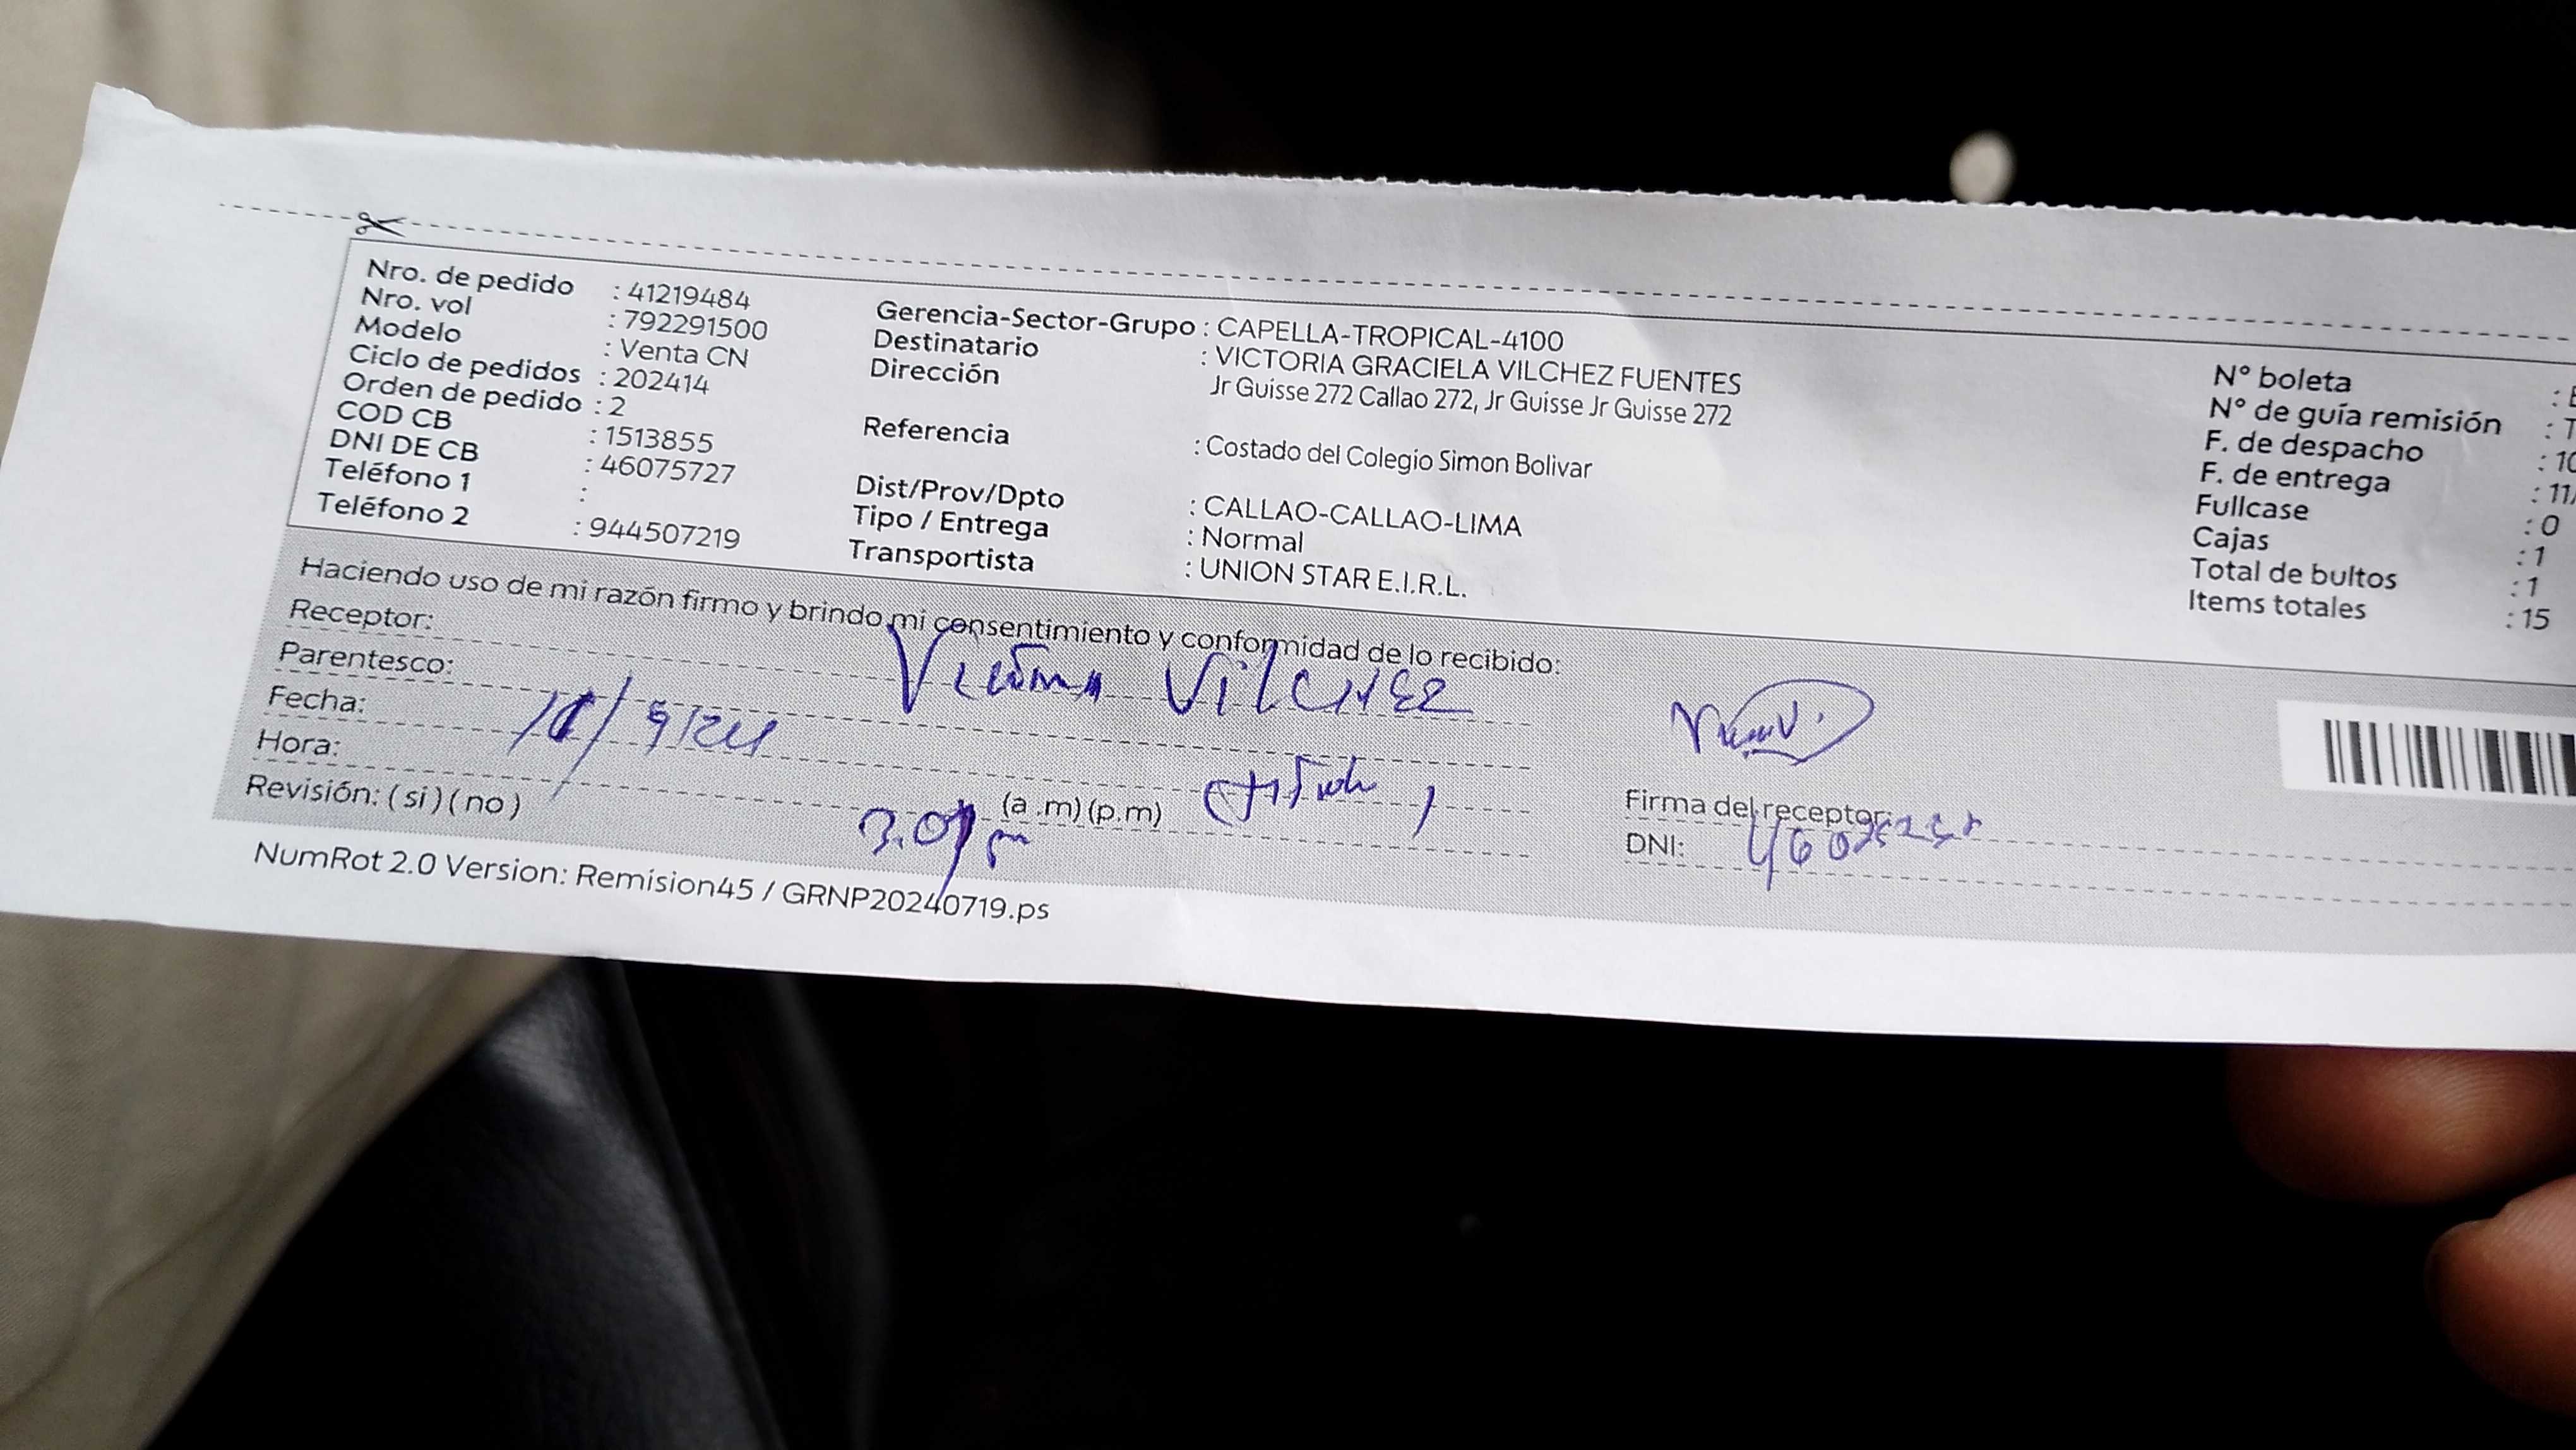 Nro. de pedido : 41219484
Nro. vol : 792291500
Modelo : Venta CN
Ciclo de pedidos : 202414
Orden de pedido : 2
COD CB : 1513855
DNI DE CB : 46075727
Teléfono 1 :
Teléfono 2 : 944507219
Gerencia-Sector-Grupo : CAPELLA-TROPICAL-4100
Destinatario : VICTORIA GRACIELA VILCHEZ FUENTES
Dirección Jr Guisse 272 Callao 272, Jr Guisse Jr Guisse 272
Referencia : Costado del Colegio Simon Bolivar
Dist/Prov/Dpto : CALLAO-CALLAO-LIMA
Tipo / Entrega : Normal
Transportista : UNION STAR E.I.R.L.
N° boleta :
N° de guía remisión : T
F. de despacho : 10
F. de entrega : 11/
Fullcase : 0
Cajas : 1
Total de bultos : 1
Items totales : 15
Haciendo uso de mi razón firmo y brindo mi consentimiento y conformidad de lo recibido:
Receptor: Victoria Vilchez
Parentesco:
Fecha:
Hora: (a .m) (p.m)
Revisión: ( si ) ( no )
Firma del receptor:
DNI:
NumRot 2.0 Version: Remision45 / GRNP20240719.ps